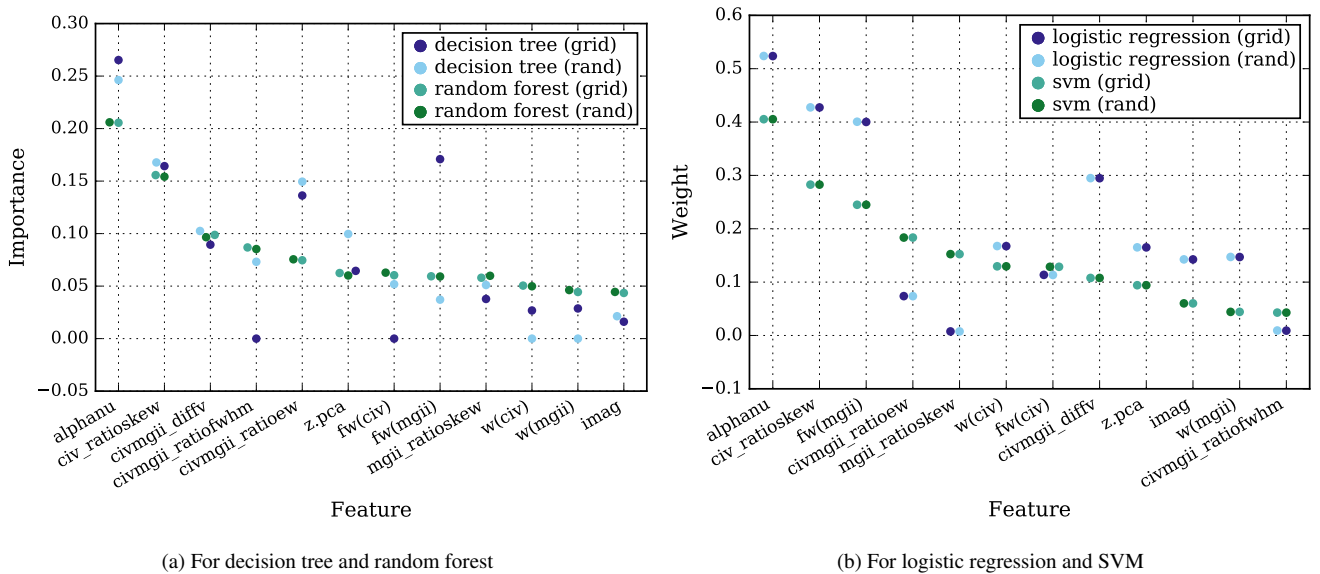 0.30
0.25
0.20
0.15
0.10
0.05
0.00
−0.05
Importance
decision tree (grid)
decision tree (rand)
random forest (grid)
random forest (rand)
alphanu
civ_ratioskew
civmgii_diffv
civmgii_ratiofwhm
civmgii_ratioew
z.pca
fw(civ)
fw(mgii)
mgii_ratioskew
w(civ)
w(mgii)
imag
Feature
(a) For decision tree and random forest
0.6
0.5
0.4
0.3
0.2
0.1
0.0
−0.1
Weight
logistic regression (grid)
logistic regression (rand)
svm (grid)
svm (rand)
alphanu
civ_ratioskew
fw(mgii)
civmgii_ratioew
mgii_ratioskew
w(civ)
fw(civ)
civmgii_diffv
z.pca
imag
w(mgii)
civmgii_ratiofwhm
Feature
(b) For logistic regression and SVM